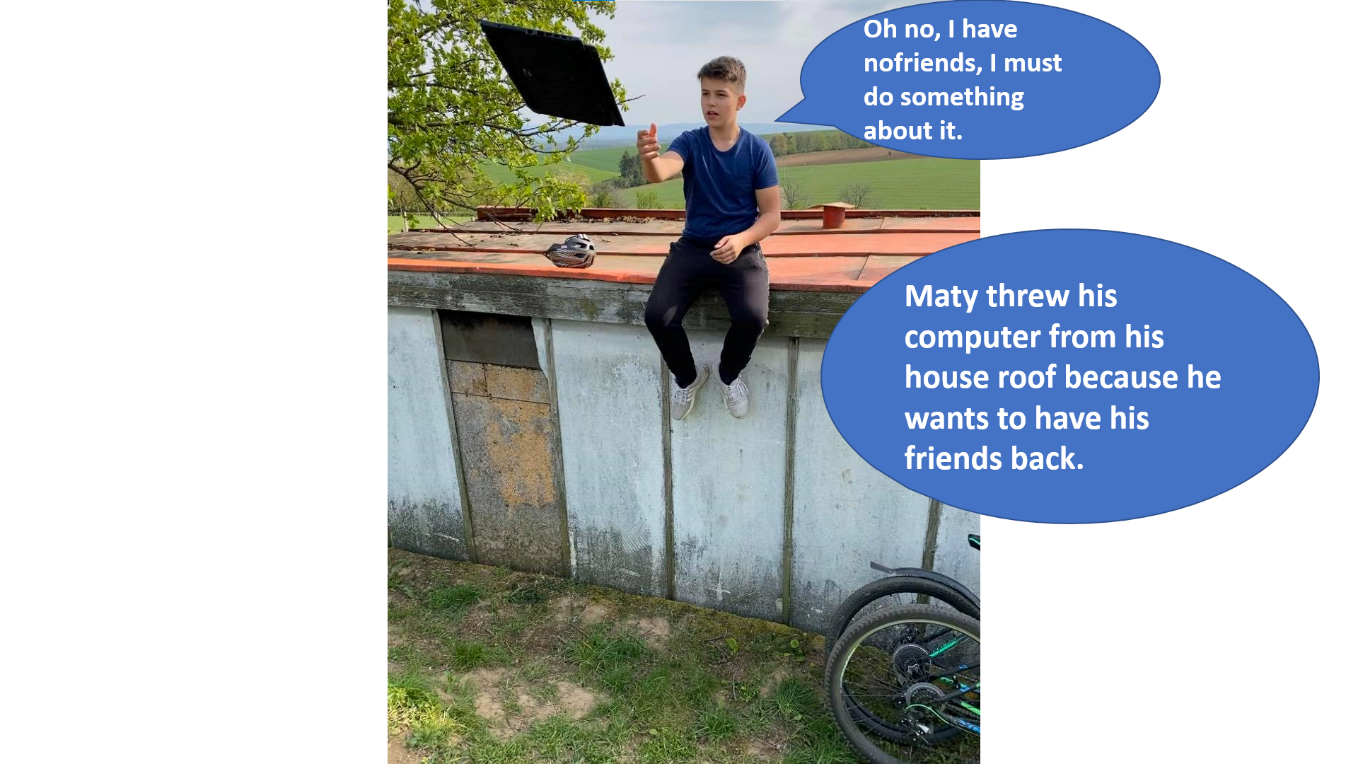 Oh no, I have
nofriends, I must
do something
about it.
Maty threw his
computer from his
house roof because he
wants to have his
friends back.